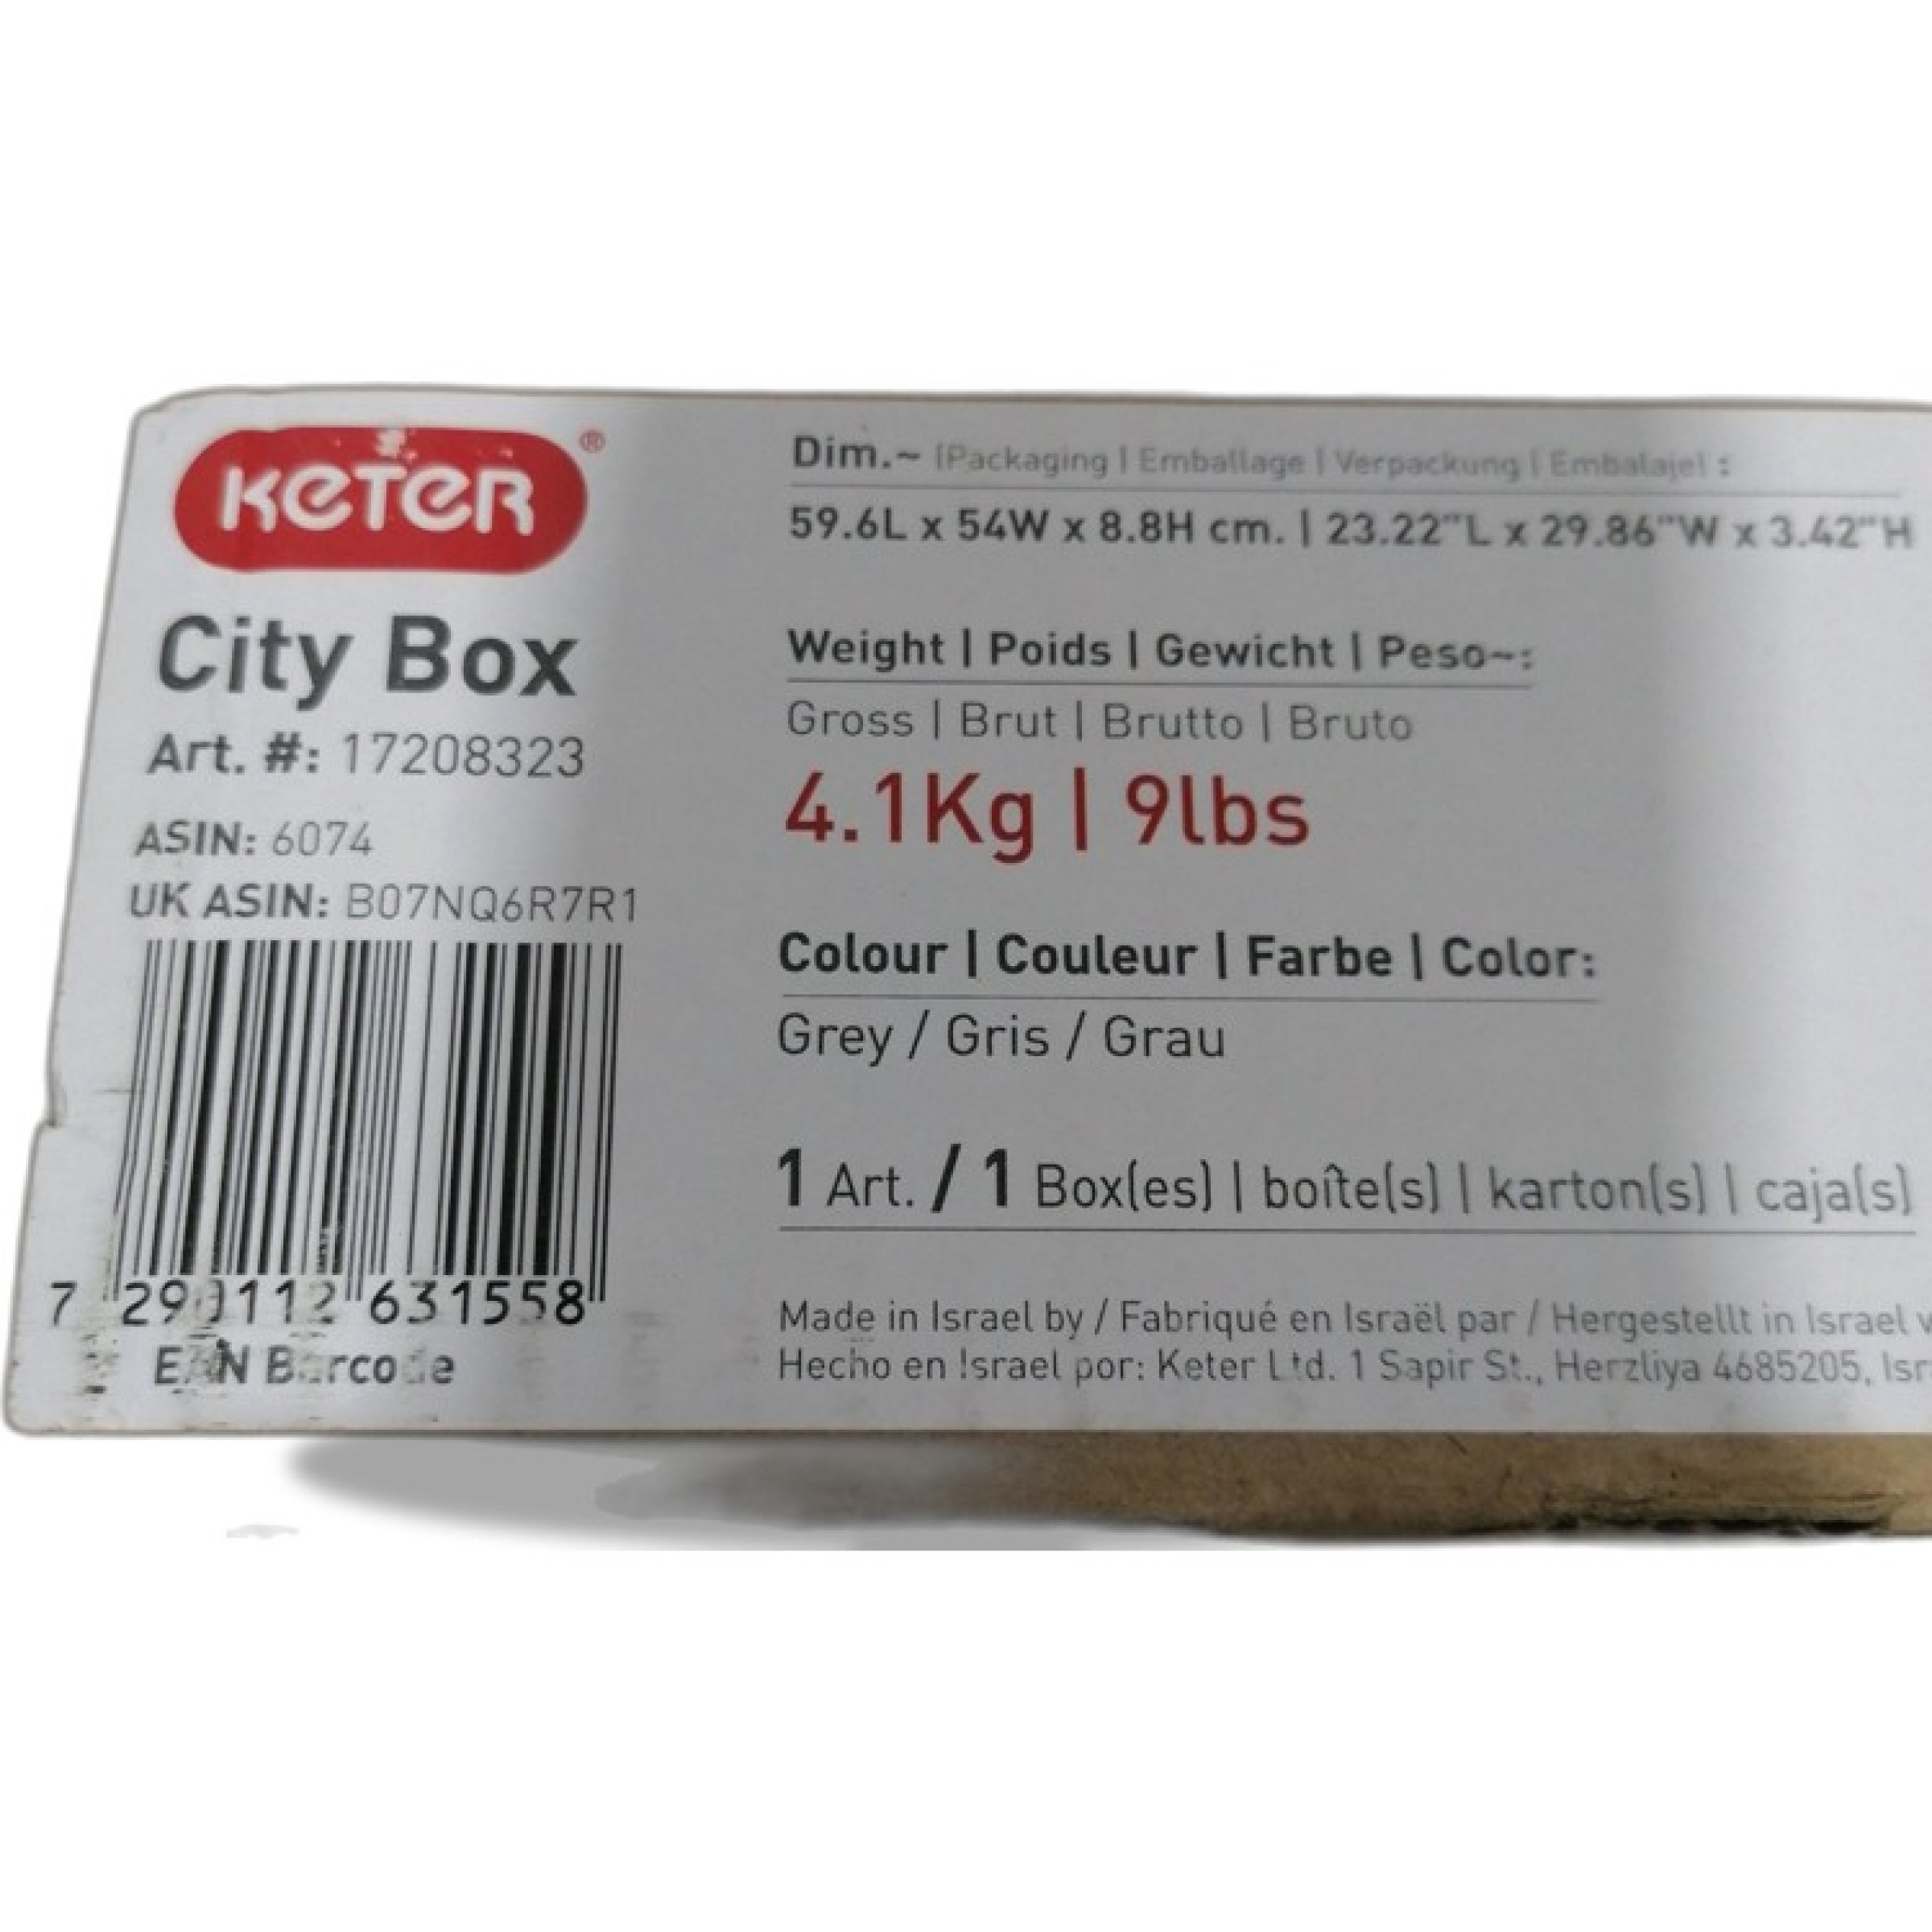 KETER®
City Box
Art. #: 17208323
ASIN: 6074
UK ASIN: B07NQ6R7R1
7 290112 631558
EAN Barcode
Dim.~ (Packaging | Emballage | Verpackung | Embalaje) :
59.6L x 54W x 8.8H cm. | 23.22"L x 29.86"W x 3.42"H
Weight | Poids | Gewicht | Peso~:
Gross | Brut | Brutto | Bruto
4.1Kg | 9lbs
Colour | Couleur | Farbe | Color:
Grey / Gris / Grau
1 Art. / 1 Box(es) | boîte(s) | karton(s) | caja(s)
Made in Israel by / Fabriqué en Israël par / Hergestellt in Israel
Hecho en Israel por: Keter Ltd. 1 Sapir St., Herzliya 4685205,